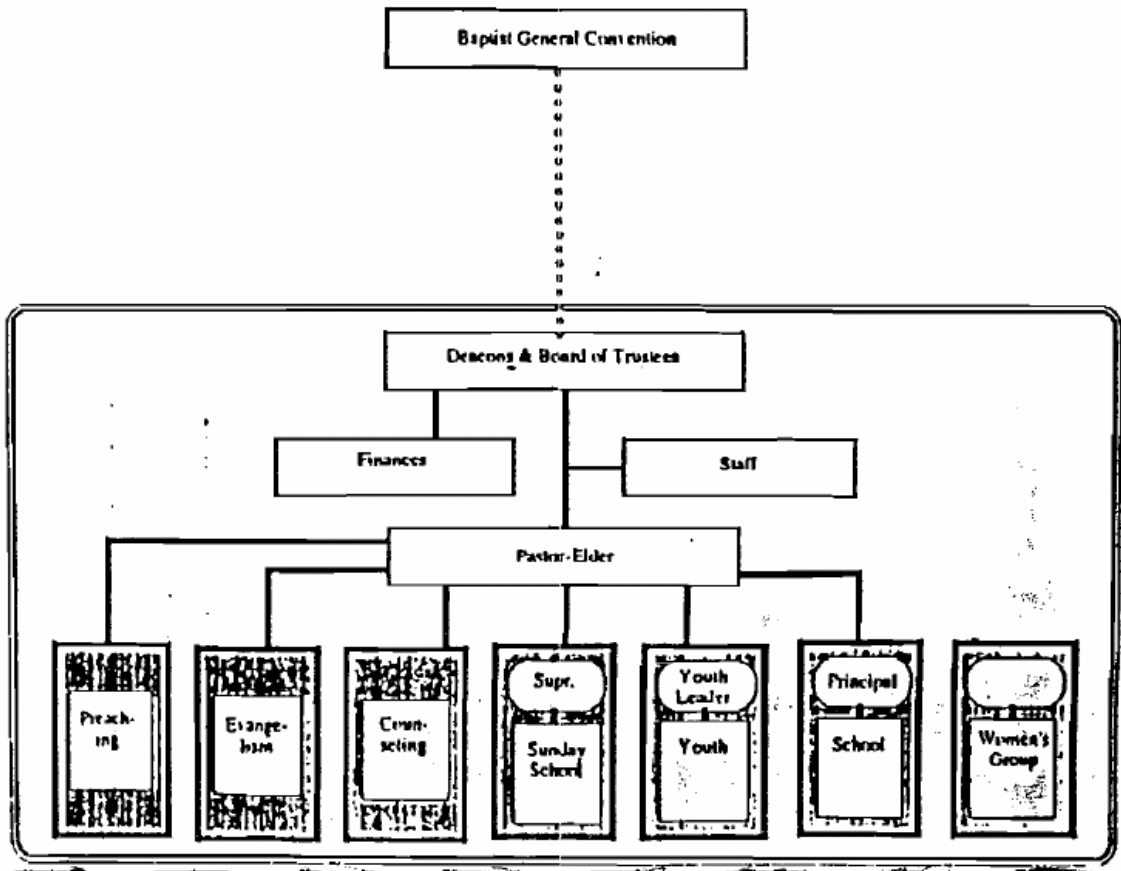 Baptist General Convention
Deacons & Board of Trustees
Finances
Staff
Pastor-Elder
Preach-
ing
Evange-
lism
Coun-
seling
Supt.
Sunday
School
Youth
Leader
Youth
Principal
School
Women's
Group